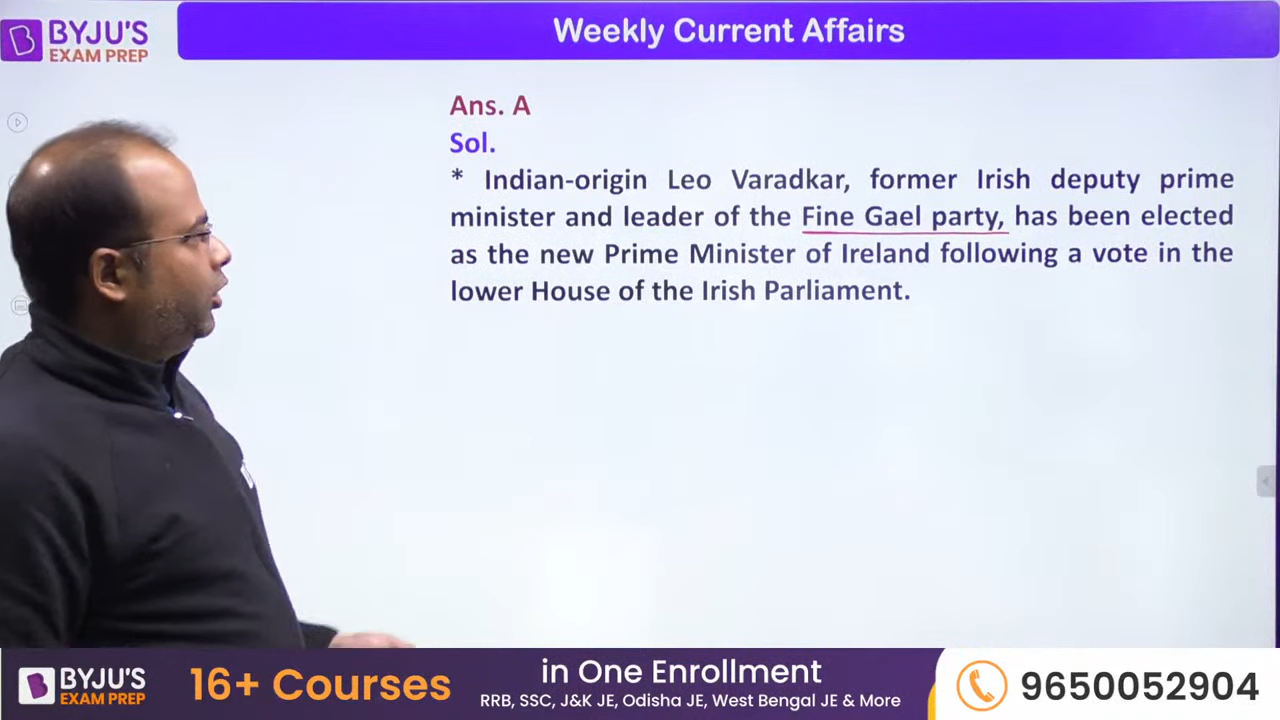 BYJU'S
EXAM PREP
Weekly Current Affairs
Ans. A
Sol.
* Indian-origin Leo Varadkar, former Irish deputy prime
minister and leader of the Fine Gael party, has been elected
as the new Prime Minister of Ireland following a vote in the
lower House of the Irish Parliament.
BYJU'S
EXAM PREP
16+ Courses
in One Enrollment
RRB, SSC, J&K JE, Odisha JE, West Bengal JE & More
9650052904